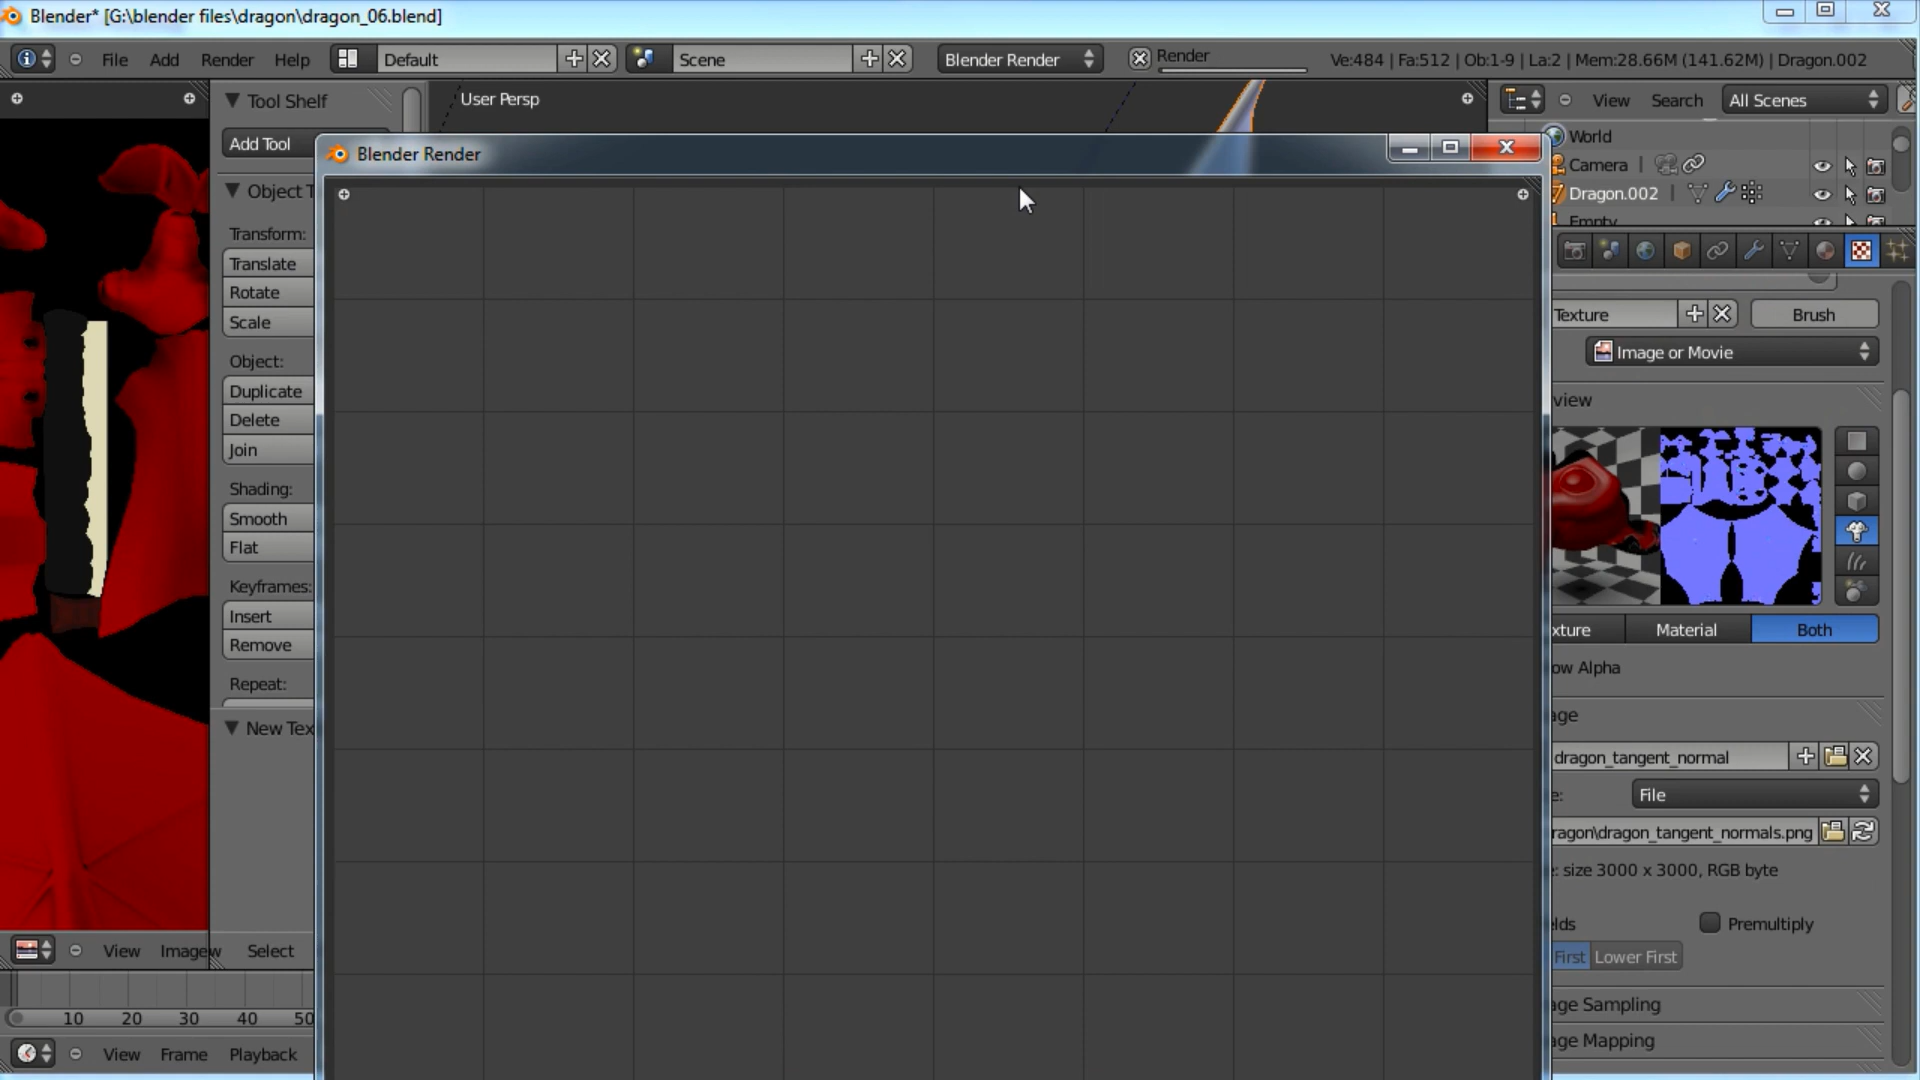 Blender* [G:\blender files\dragon\dragon_06.blend]
File Add Render Help Default Scene Blender Render Render Ve:484 | Fa:512 | Ob:1-9 | La:2 | Mem:28.66M (141.62M) | Dragon.002
Tool Shelf
User Persp
View Search All Scenes
Add Tool
Blender Render
World
Camera
Dragon.002
Empty
Object T
Transform:
Translate
Rotate
Scale
Object:
Duplicate
Delete
Join
Shading:
Smooth
Flat
Keyframes:
Insert
Remove
Repeat:
New Tex
Texture Brush
Image or Movie
view
xture Material Both
ow Alpha
age
dragon_tangent_normal
e: File
ragon\dragon_tangent_normals.png
: size 3000 x 3000, RGB byte
lds Premultiply
First Lower First
age Sampling
age Mapping
View Image Select
10 20 30 40 50
View Frame Playback